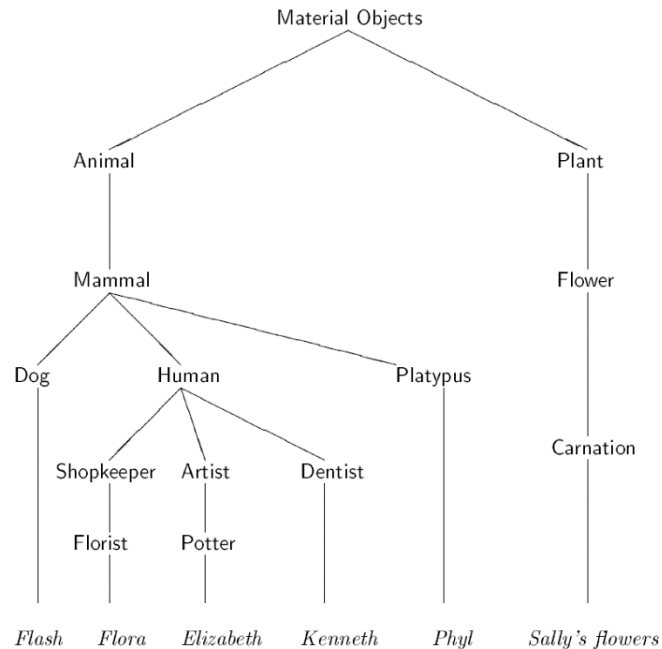 Material Objects
Animal Plant
Mammal Flower
Dog Human Platypus
Carnation
Shopkeeper Artist Dentist
Florist Potter
Flash Flora Elizabeth Kenneth Phyl Sally's flowers